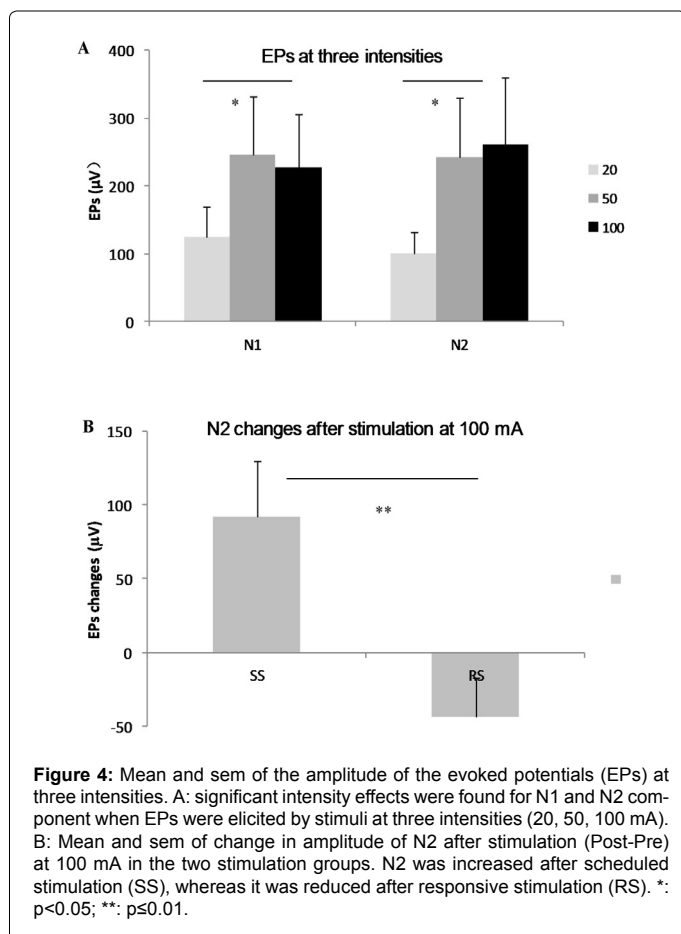 A
EPs at three intensities
400
300
200
100
0
EPs (µV)
*
*
N1
N2
20
50
100
B
N2 changes after stimulation at 100 mA
150
100
50
0
-50
EPs changes (µV)
**
SS
RS
Figure 4: Mean and sem of the amplitude of the evoked potentials (EPs) at
three intensities. A: significant intensity effects were found for N1 and N2 com-
ponent when EPs were elicited by stimuli at three intensities (20, 50, 100 mA).
B: Mean and sem of change in amplitude of N2 after stimulation (Post-Pre)
at 100 mA in the two stimulation groups. N2 was increased after scheduled
stimulation (SS), whereas it was reduced after responsive stimulation (RS). *:
p<0.05; **: p≤0.01.